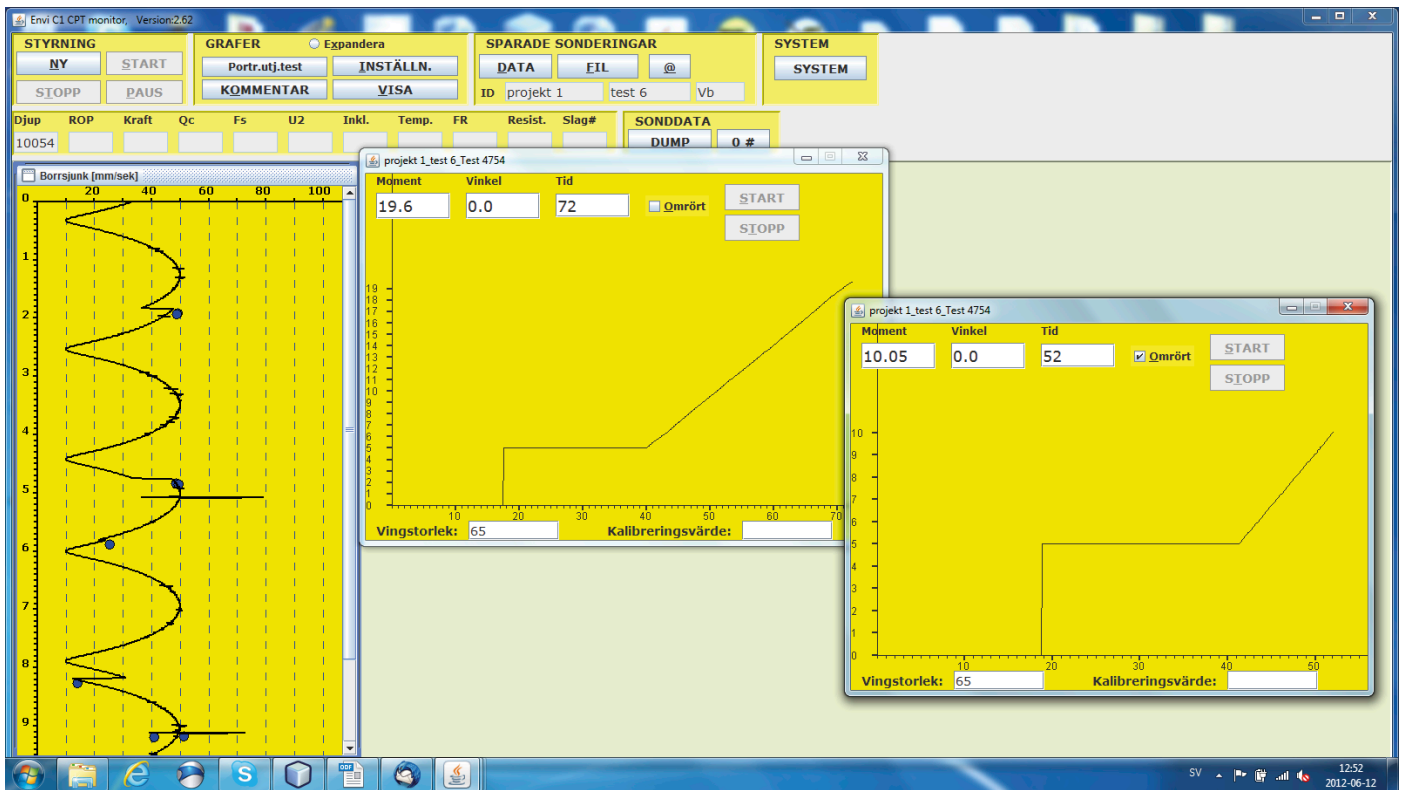 Envi C1 CPT monitor, Version:2.62
STYRNING
NY START
STOPP PAUS
GRAFER Expandera
Portr.utj.test INSTÄLLN.
KOMMENTAR VISA
SPARADE SONDERINGAR
DATA FIL @
ID projekt 1 test 6 Vb
SYSTEM
SYSTEM
Djup ROP Kraft Qc Fs U2 Inkl. Temp. FR Resist. Slag#
10054
SONDDATA
DUMP 0 #
Borrsjunk [mm/sek]
0 20 40 60 80 100
1
2
3
4
5
6
7
8
9
projekt 1_test 6_Test 4754
Moment Vinkel Tid
19.6 0.0 72 Omrört START
STOPP
19
18
17
16
15
14
13
12
11
10
9
8
7
6
5
4
3
2
1
0
10 20 30 40 50 60 70
Vingstorlek: 65 Kalibreringsvärde:
projekt 1_test 6_Test 4754
Moment Vinkel Tid
10.05 0.0 52 Omrört START
STOPP
10
9
8
7
6
5
4
3
2
1
0
10 20 30 40 50
Vingstorlek: 65 Kalibreringsvärde:
SV 12:52
2012-06-12